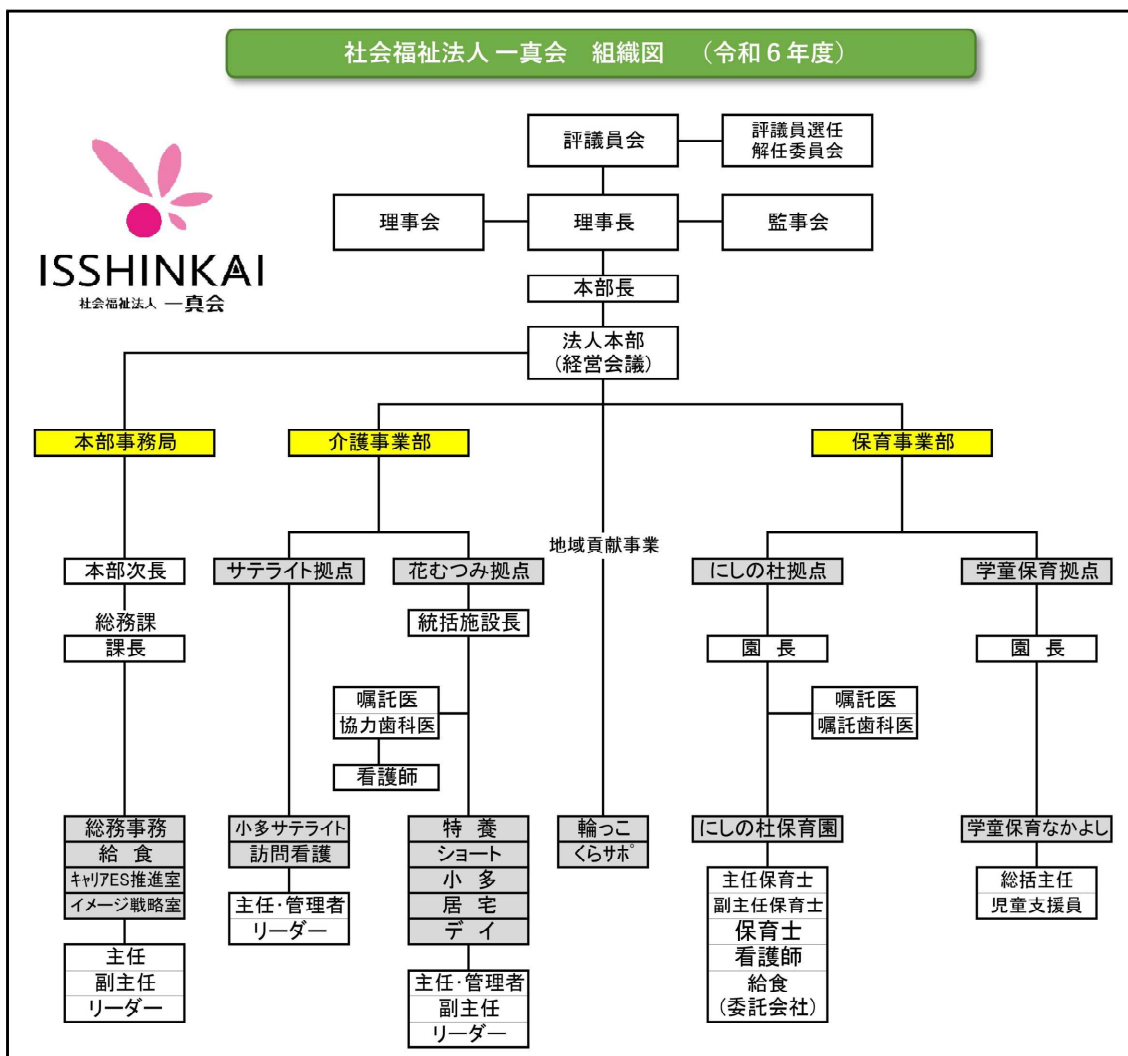 社会福祉法人 一真会　組織図　（令和６年度）
評議員会
評議員選任
解任委員会
理事会
理事長
監事会
ISSHINKAI
社会福祉法人 一真会
本部長
法人本部
（経営会議）
本部事務局
介護事業部
保育事業部
地域貢献事業
本部次長
サテライト拠点
花むつみ拠点
にしの杜拠点
学童保育拠点
総務課
課長
統括施設長
園 長
園 長
嘱託医
協力歯科医
看護師
嘱託医
嘱託歯科医
総務事務
給 食
ｷｬﾘｱES推進室
イメージ戦略室
主任
副主任
リーダー
小多サテライト
訪問看護
主任・管理者
リーダー
特 養
ショート
小 多
居 宅
デ イ
主任・管理者
副主任
リーダー
輪っこ
くらサポ
にしの杜保育園
主任保育士
副主任保育士
保育士
看護師
給食
（委託会社）
学童保育なかよし
総括主任
児童支援員